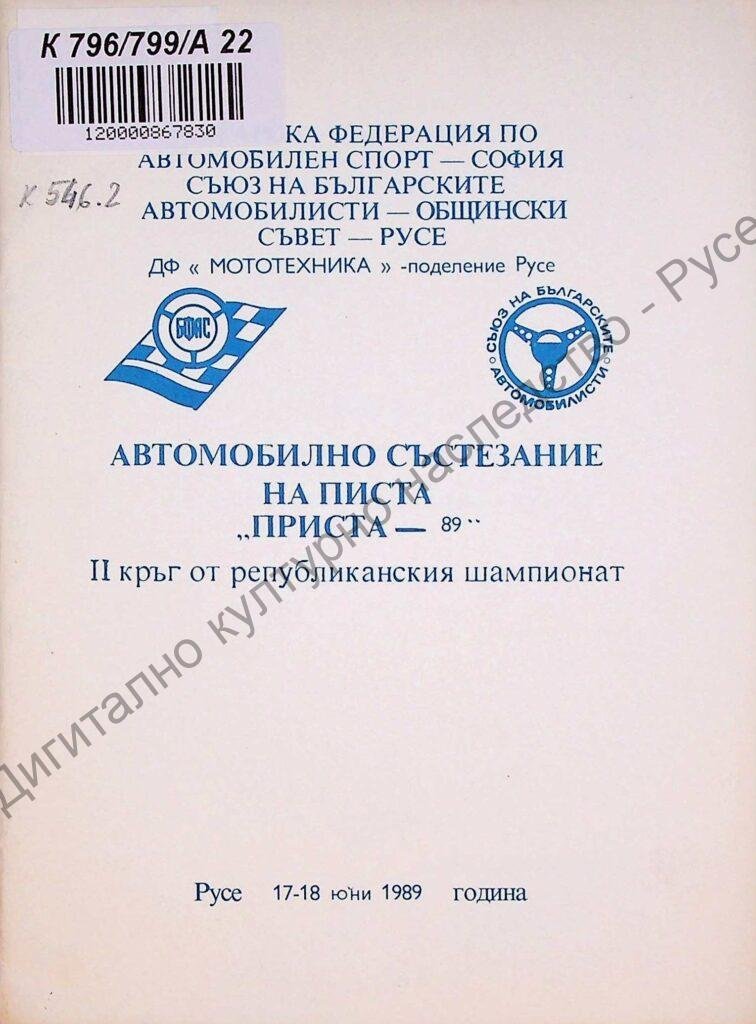 К 796/799/А 22
120000867830
К 546.2
КА ФЕДЕРАЦИЯ ПО
АВТОМОБИЛЕН СПОРТ — СОФИЯ
СЪЮЗ НА БЪЛГАРСКИТЕ
АВТОМОБИЛИСТИ — ОБЩИНСКИ
СЪВЕТ — РУСЕ
ДФ « МОТОТЕХНИКА » -поделение Русе
БФАС
СЪЮЗ НА БЪЛГАРСКИТЕ
АВТОМОБИЛИСТИ
АВТОМОБИЛНО СЪСТЕЗАНИЕ
НА ПИСТА
„ПРИСТА — 89"
II кръг от републиканския шампионат
Русе 17-18 юни 1989 година
Дигитално културно наследство - Русе